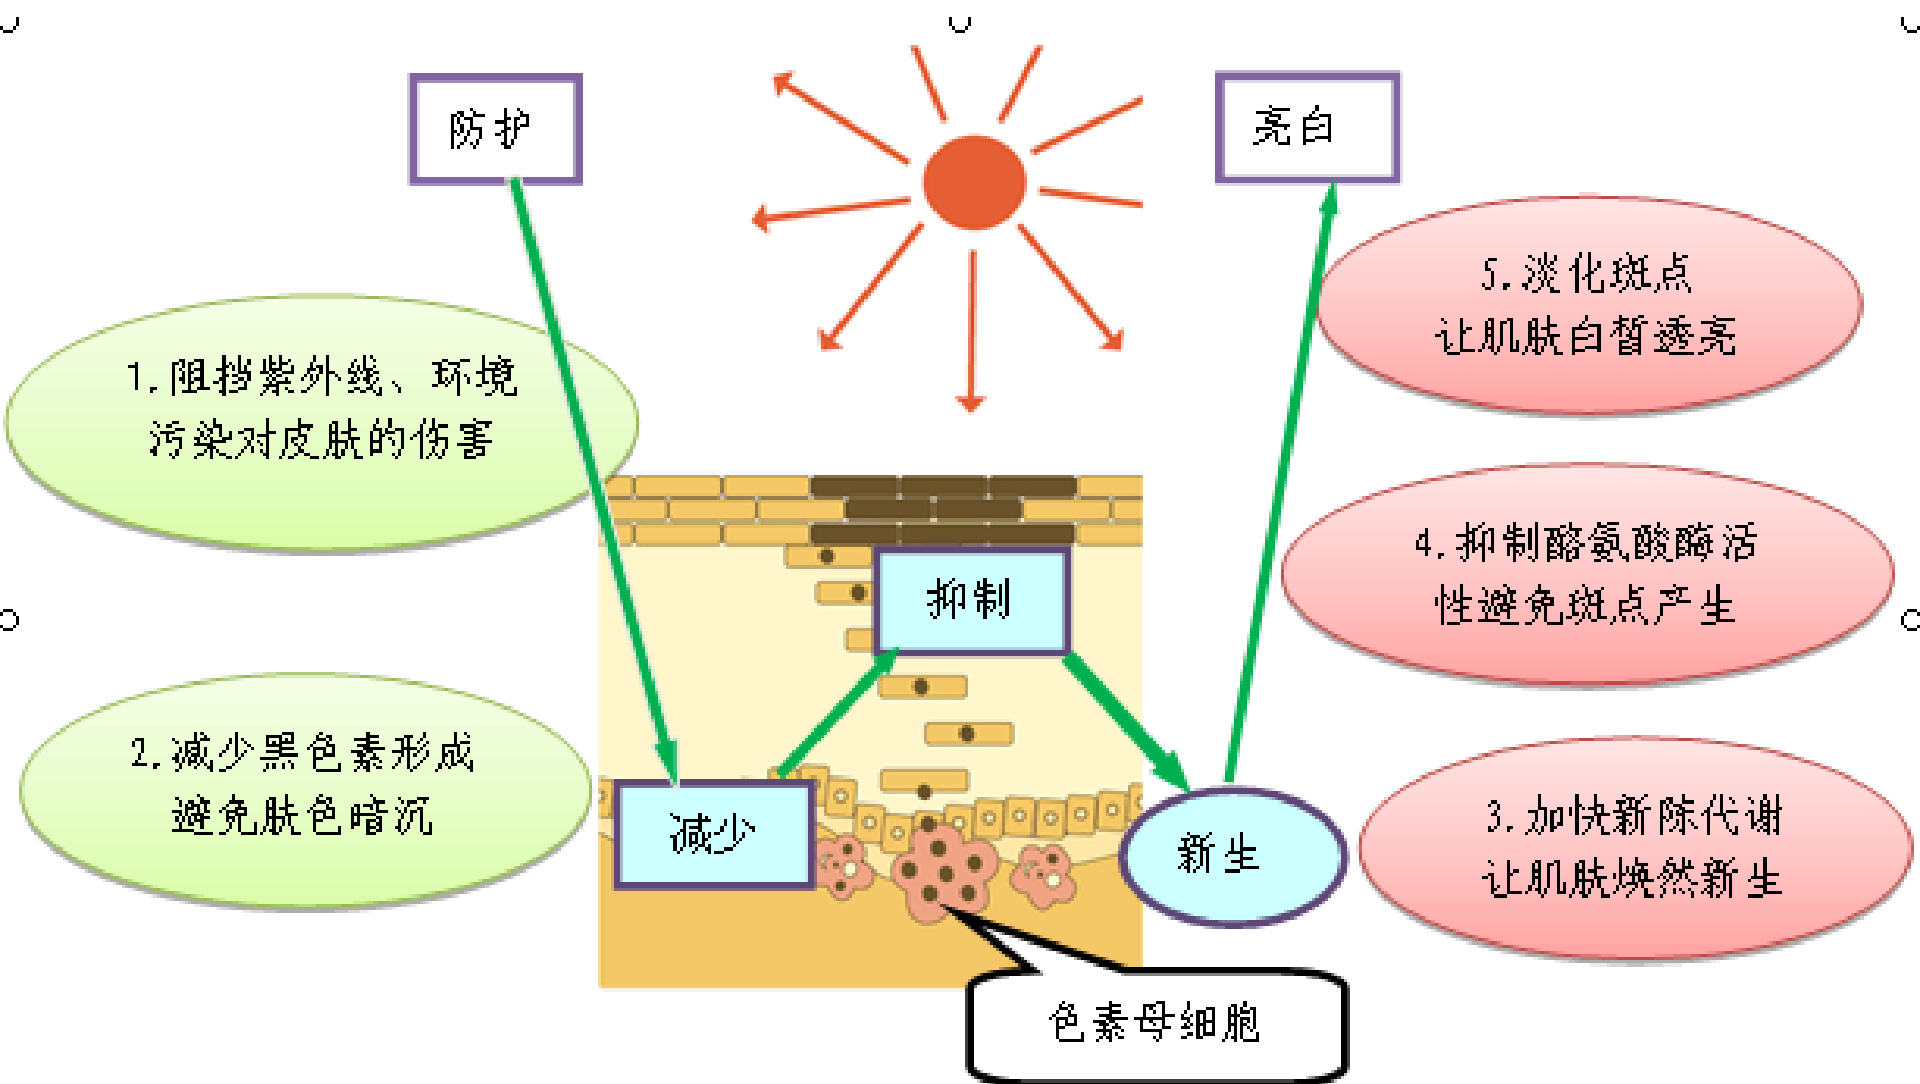 防护
亮白
1.阻挡紫外线、环境
污染对皮肤的伤害
5.淡化斑点
让肌肤白皙透亮
抑制
4.抑制酪氨酸酶活
性避免斑点产生
2.减少黑色素形成
避免肤色暗沉
减少
新生
3.加快新陈代谢
让肌肤焕然新生
色素母细胞